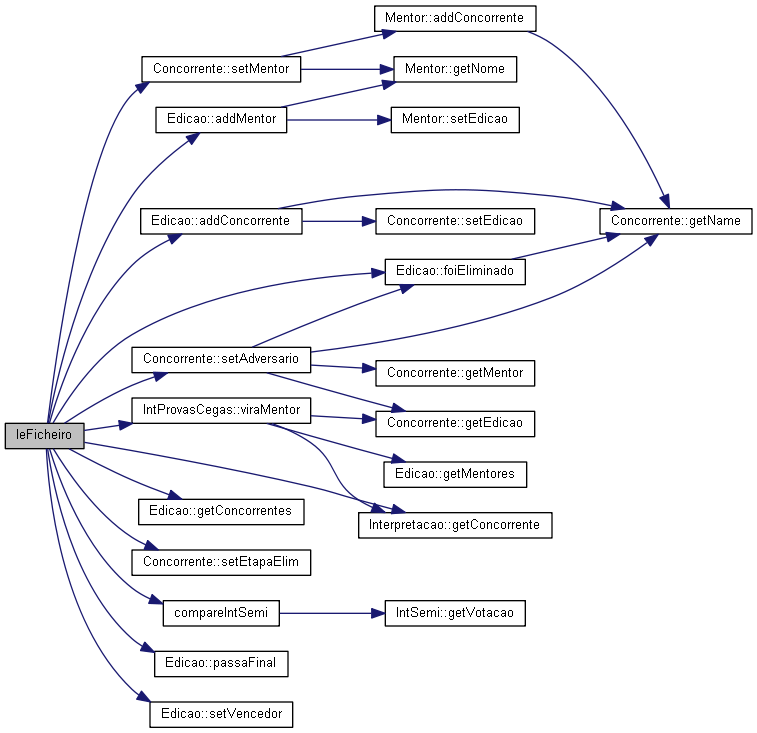 Mentor::addConcorrente
Concorrente::setMentor
Mentor::getNome
Edicao::addMentor
Mentor::setEdicao
Edicao::addConcorrente
Concorrente::setEdicao
Concorrente::getName
Edicao::foiEliminado
Concorrente::setAdversario
Concorrente::getMentor
IntProvasCegas::viraMentor
Concorrente::getEdicao
leFicheiro
Edicao::getMentores
Edicao::getConcorrentes
Interpretacao::getConcorrente
Concorrente::setEtapaElim
compareIntSemi
IntSemi::getVotacao
Edicao::passaFinal
Edicao::setVencedor